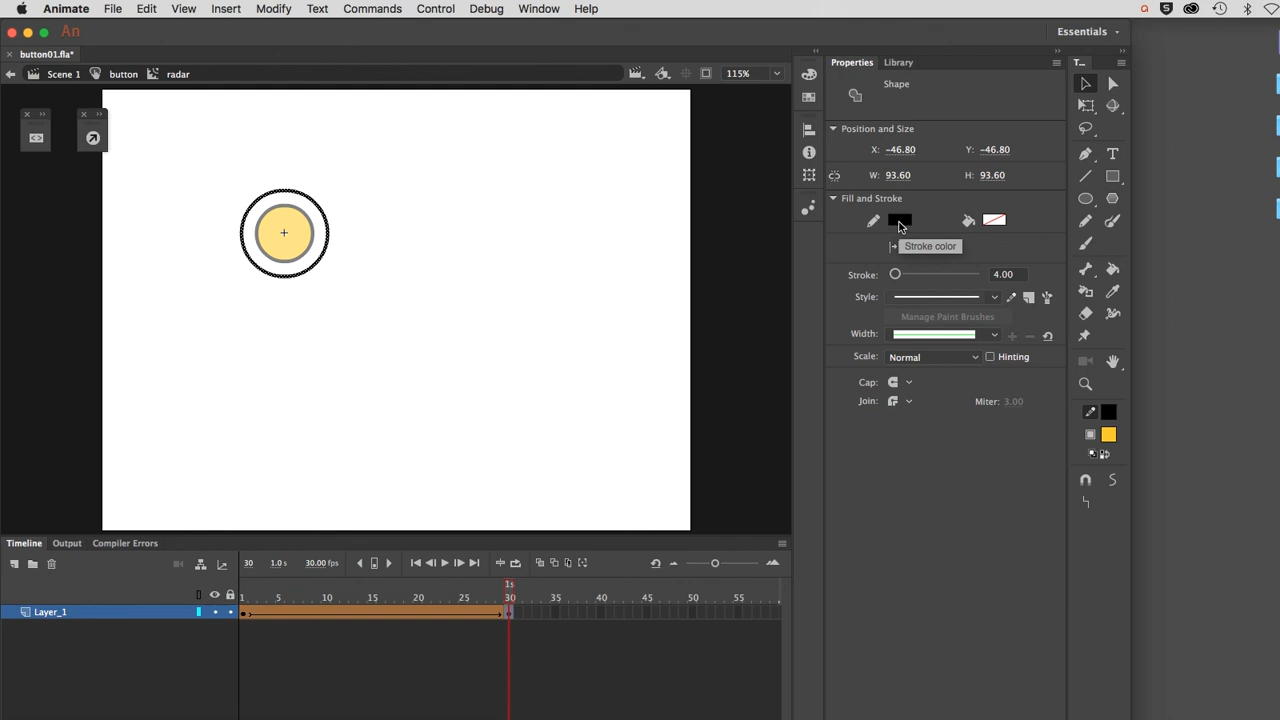 Animate File Edit View Insert Modify Text Commands Control Debug Window Help
An Essentials
button01.fla*
Scene 1 button radar 115%
Properties Library T...
Shape
Position and Size
X: -46.80 Y: -46.80
W: 93.60 H: 93.60
Fill and Stroke
Stroke color
Stroke: 4.00
Style:
Manage Paint Brushes
Width:
Scale: Normal Hinting
Cap:
Join: Miter: 3.00
Timeline Output Compiler Errors
30 1.0 s 30.00 fps
1s
1 5 10 15 20 25 30 35 40 45 50 55
Layer_1